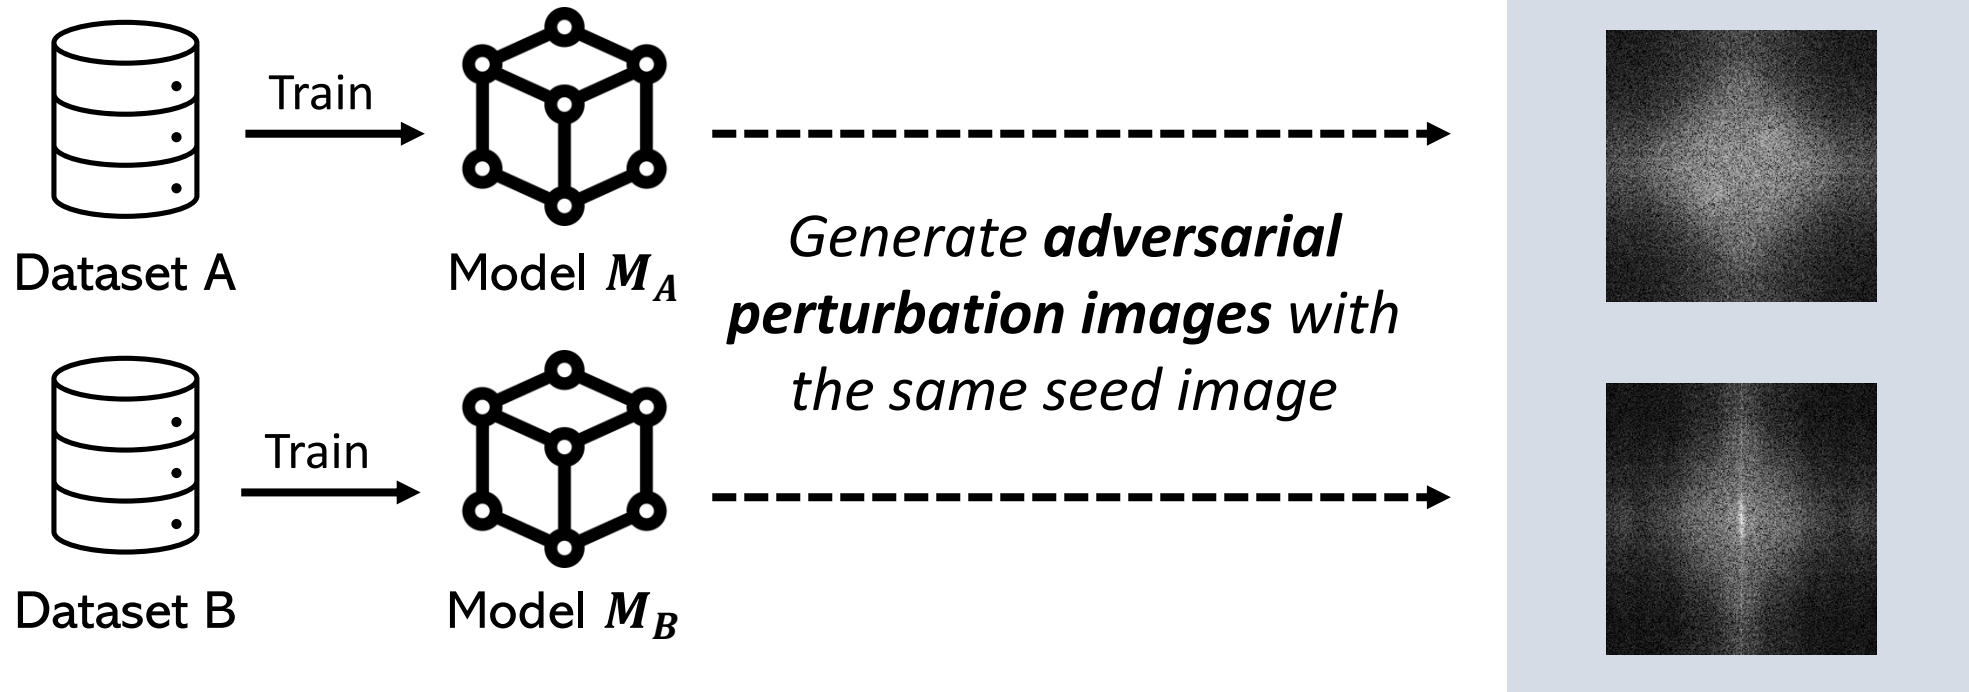 Train
Dataset A
Model M_A
Generate adversarial
perturbation images with
the same seed image
Train
Dataset B
Model M_B